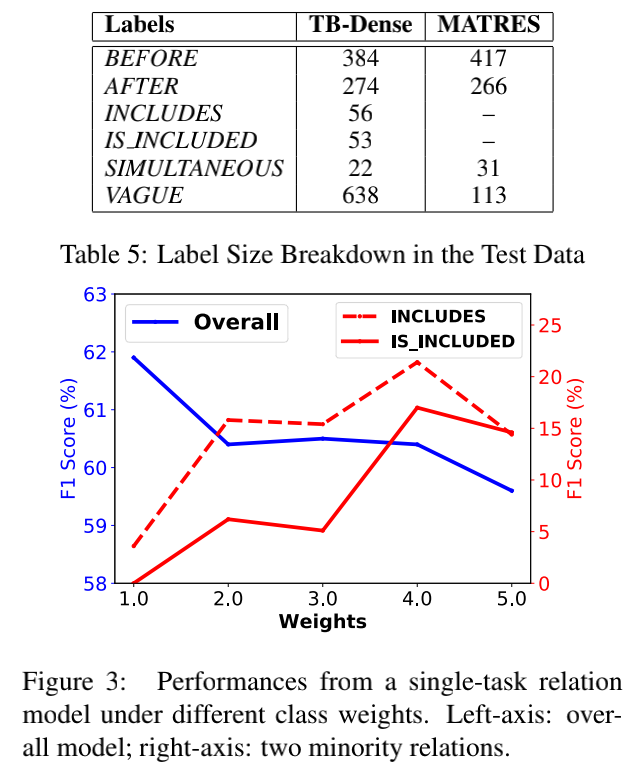 Labels TB-Dense MATRES
BEFORE 384 417
AFTER 274 266
INCLUDES 56 –
IS_INCLUDED 53 –
SIMULTANEOUS 22 31
VAGUE 638 113
Table 5: Label Size Breakdown in the Test Data
63
62
61
60
59
58
F1 Score (%)
Overall
INCLUDES
IS_INCLUDED
25
20
15
10
5
0
F1 Score (%)
1.0 2.0 3.0 4.0 5.0
Weights
Figure 3: Performances from a single-task relation
model under different class weights. Left-axis: over-
all model; right-axis: two minority relations.